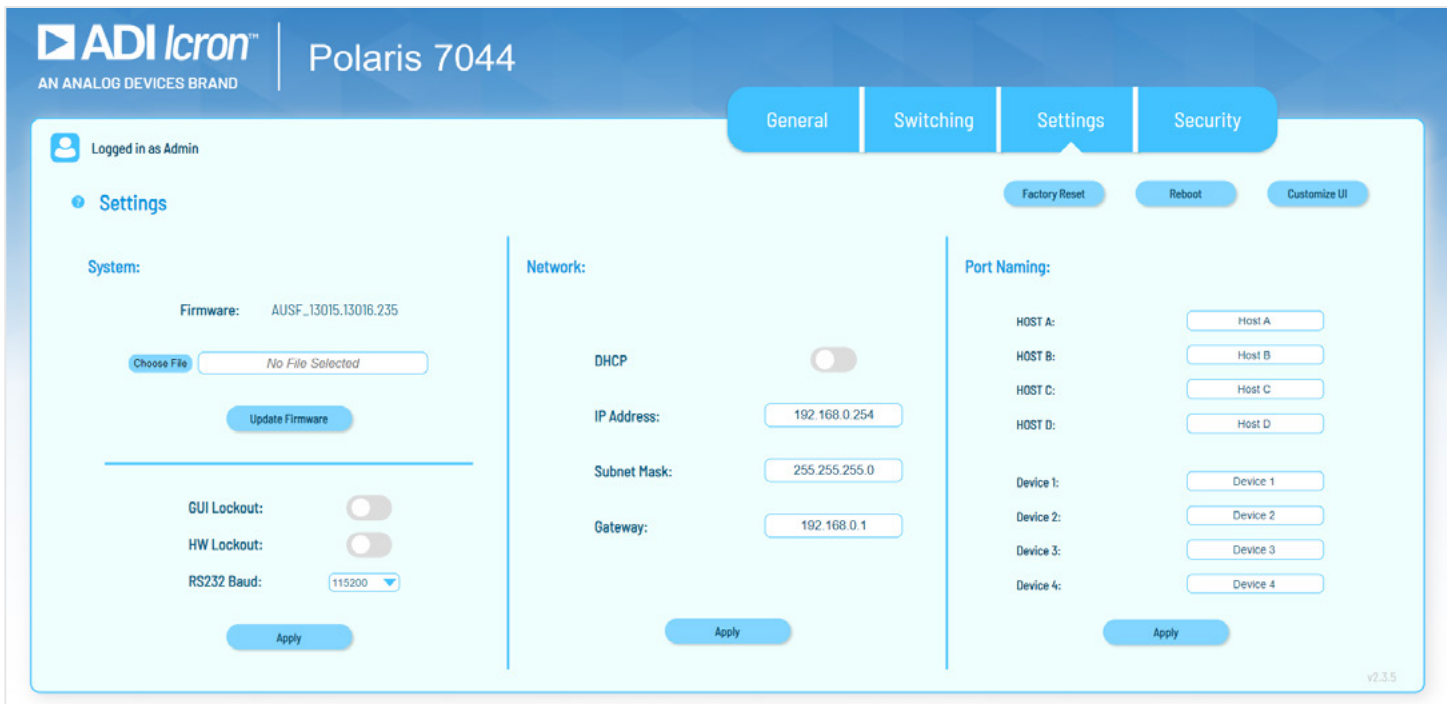 ADI Icron™
AN ANALOG DEVICES BRAND
Polaris 7044
General Switching Settings Security
Logged in as Admin
? Settings
Factory Reset Reboot Customize UI
System:
Firmware: AUSF_13015.13016.235
Choose File No File Selected
Update Firmware
GUI Lockout:
HW Lockout:
RS232 Baud: 115200
Apply
Network:
DHCP
IP Address: 192.168.0.254
Subnet Mask: 255.255.255.0
Gateway: 192.168.0.1
Apply
Port Naming:
HOST A: Host A
HOST B: Host B
HOST C: Host C
HOST D: Host D
Device 1: Device 1
Device 2: Device 2
Device 3: Device 3
Device 4: Device 4
Apply
v2.3.5